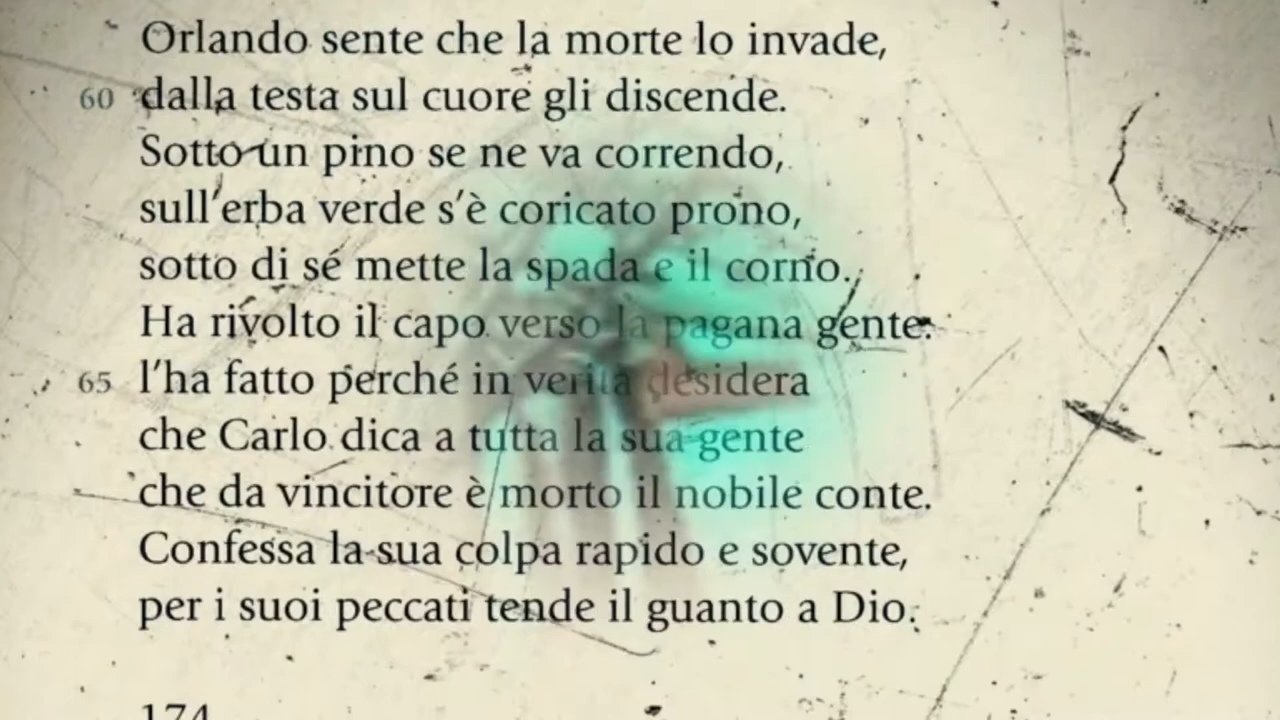 Orlando sente che la morte lo invade,
60 dalla testa sul cuore gli discende.
Sotto un pino se ne va correndo,
sull'erba verde s'è coricato prono,
sotto di sé mette la spada e il corno.
Ha rivolto il capo verso la pagana gente:
65 l'ha fatto perché in verità desidera
che Carlo dica a tutta la sua gente
che da vincitore è morto il nobile conte.
Confessa la sua colpa rapido e sovente,
per i suoi peccati tende il guanto a Dio.
174